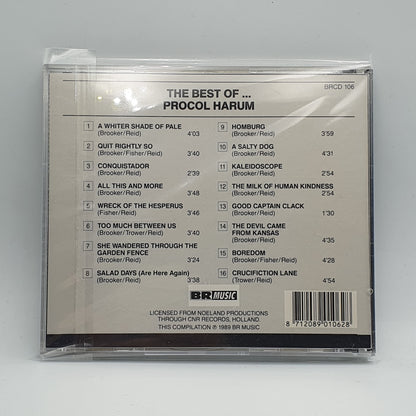 BRCD 106
THE BEST OF ...
PROCOL HARUM
1 A WHITER SHADE OF PALE
(Brooker/Reid) 4'03
2 QUIT RIGHTLY SO
(Brooker/Fisher/Reid) 3'40
3 CONQUISTADOR
(Brooker/Reid) 2'39
4 ALL THIS AND MORE
(Brooker/Reid) 3'48
5 WRECK OF THE HESPERUS
(Fisher/Reid) 3'46
6 TOO MUCH BETWEEN US
(Brooker/Trower/Reid) 3'40
7 SHE WANDERED THROUGH THE
GARDEN FENCE
(Brooker/Reid) 3'24
8 SALAD DAYS (Are Here Again)
(Brooker/Reid) 3'38
9 HOMBURG
(Brooker/Reid) 3'59
10 A SALTY DOG
(Brooker/Reid) 4'31
11 KALEIDOSCOPE
(Brooker/Reid) 2'54
12 THE MILK OF HUMAN KINDNESS
(Brooker/Reid) 2'54
13 GOOD CAPTAIN CLACK
(Brooker/Reid) 1'30
14 THE DEVIL CAME
FROM KANSAS
(Brooker/Reid) 4'35
15 BOREDOM
(Brooker/Fisher/Reid) 4'28
16 CRUCIFICTION LANE
(Trower/Reid) 4'54
BR MUSIC
LICENSED FROM NOELAND PRODUCTIONS
THROUGH CNR RECORDS, HOLLAND.
THIS COMPILATION ℗ 1989 BR MUSIC
8 712089 010628